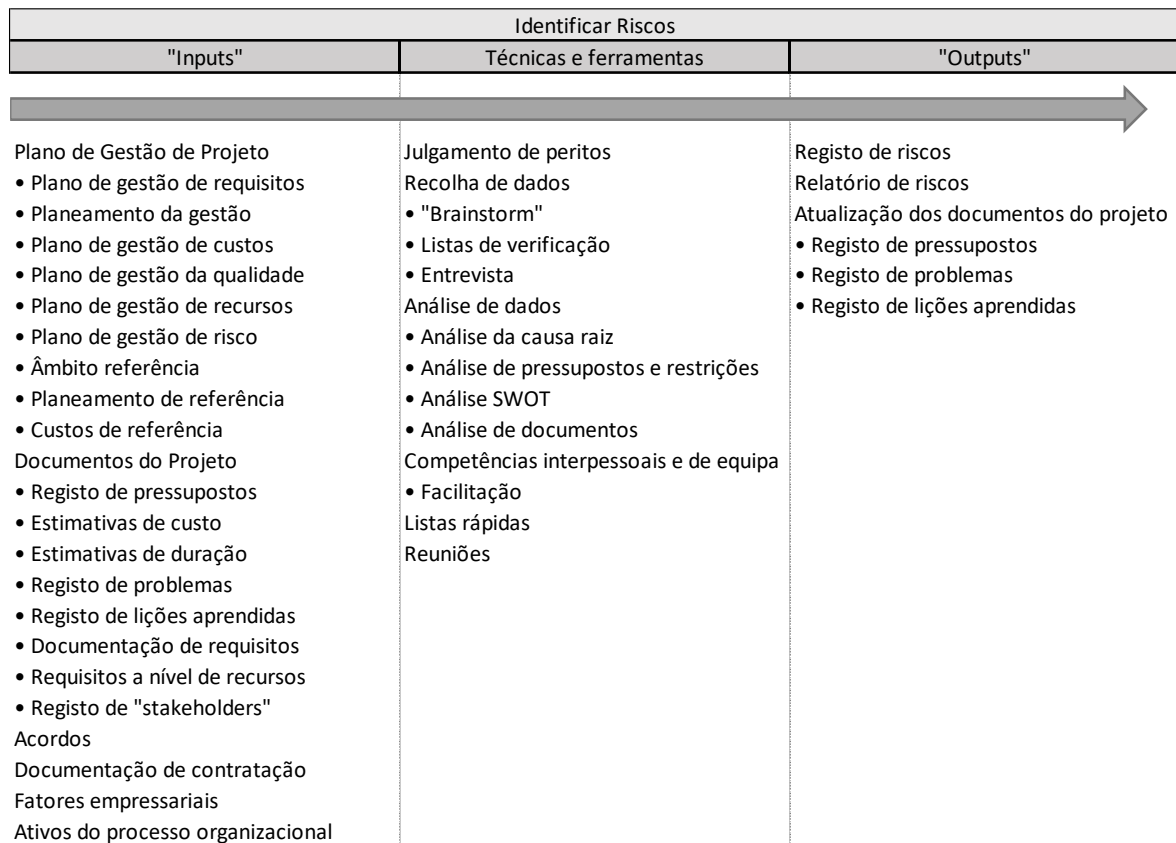 Identificar Riscos
"Inputs"
Técnicas e ferramentas
"Outputs"
Plano de Gestão de Projeto
• Plano de gestão de requisitos
• Planeamento da gestão
• Plano de gestão de custos
• Plano de gestão da qualidade
• Plano de gestão de recursos
• Plano de gestão de risco
• Âmbito referência
• Planeamento de referência
• Custos de referência
Documentos do Projeto
• Registo de pressupostos
• Estimativas de custo
• Estimativas de duração
• Registo de problemas
• Registo de lições aprendidas
• Documentação de requisitos
• Requisitos a nível de recursos
• Registo de "stakeholders"
Acordos
Documentação de contratação
Fatores empressariais
Ativos do processo organizacional
Julgamento de peritos
Recolha de dados
• "Brainstorm"
• Listas de verificação
• Entrevista
Análise de dados
• Análise da causa raiz
• Análise de pressupostos e restrições
• Análise SWOT
• Análise de documentos
Competências interpessoais e de equipa
• Facilitação
Listas rápidas
Reuniões
Registo de riscos
Relatório de riscos
Atualização dos documentos do projeto
• Registo de pressupostos
• Registo de problemas
• Registo de lições aprendidas